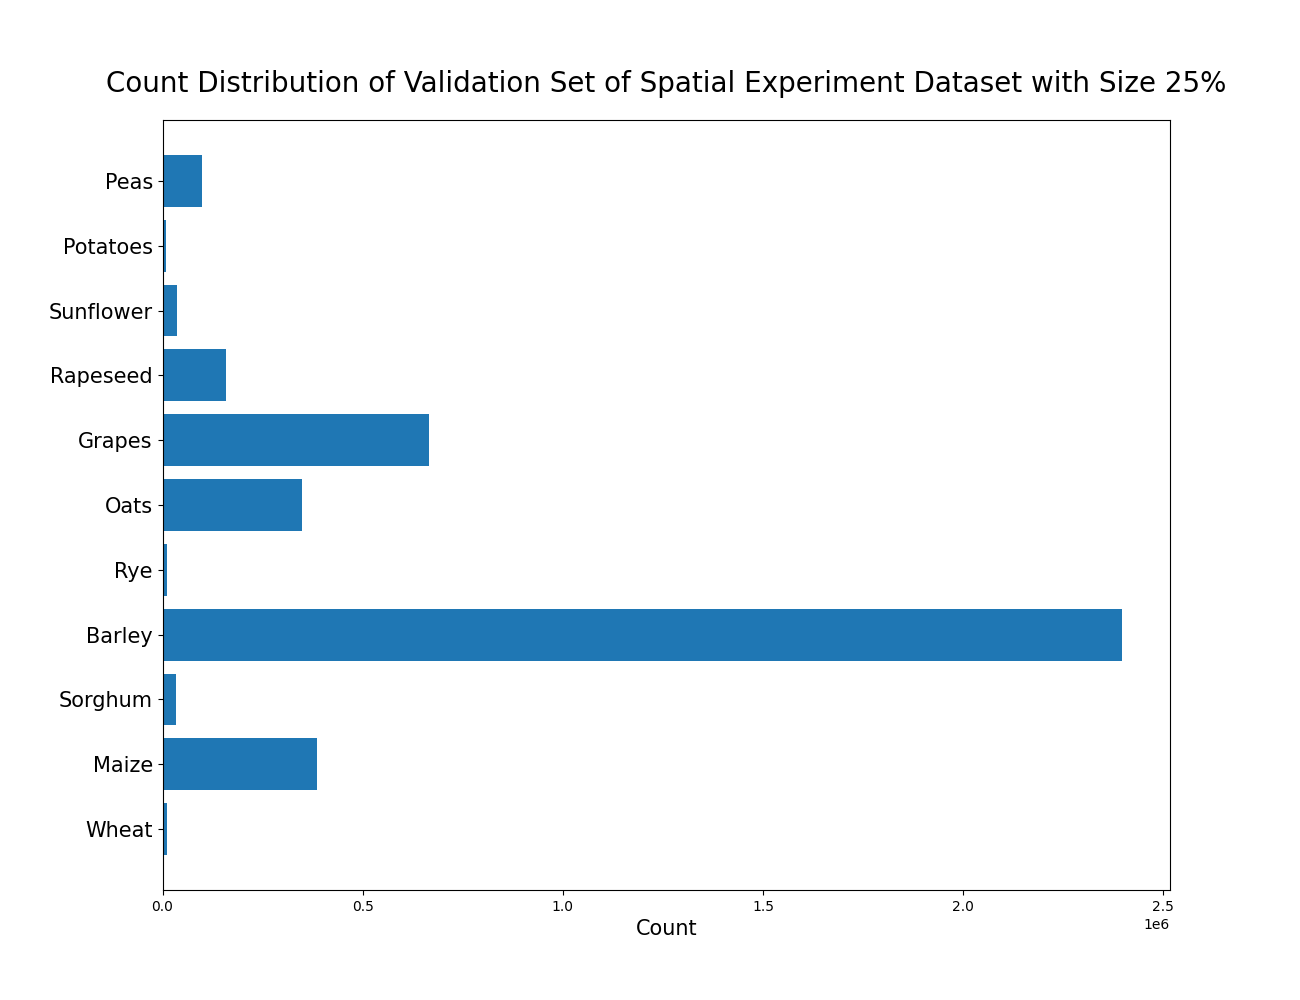 Count Distribution of Validation Set of Spatial Experiment Dataset with Size 25%
Peas
Potatoes
Sunflower
Rapeseed
Grapes
Oats
Rye
Barley
Sorghum
Maize
Wheat
0.0 0.5 1.0 1.5 2.0 2.5
1e6
Count